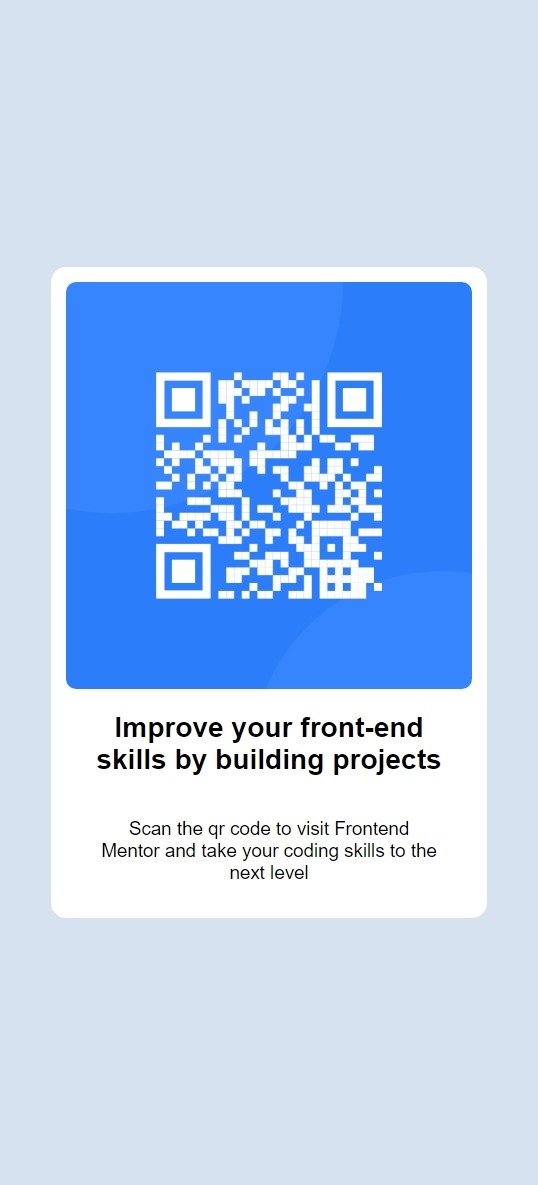 Improve your front-end
skills by building projects
Scan the qr code to visit Frontend
Mentor and take your coding skills to the
next level